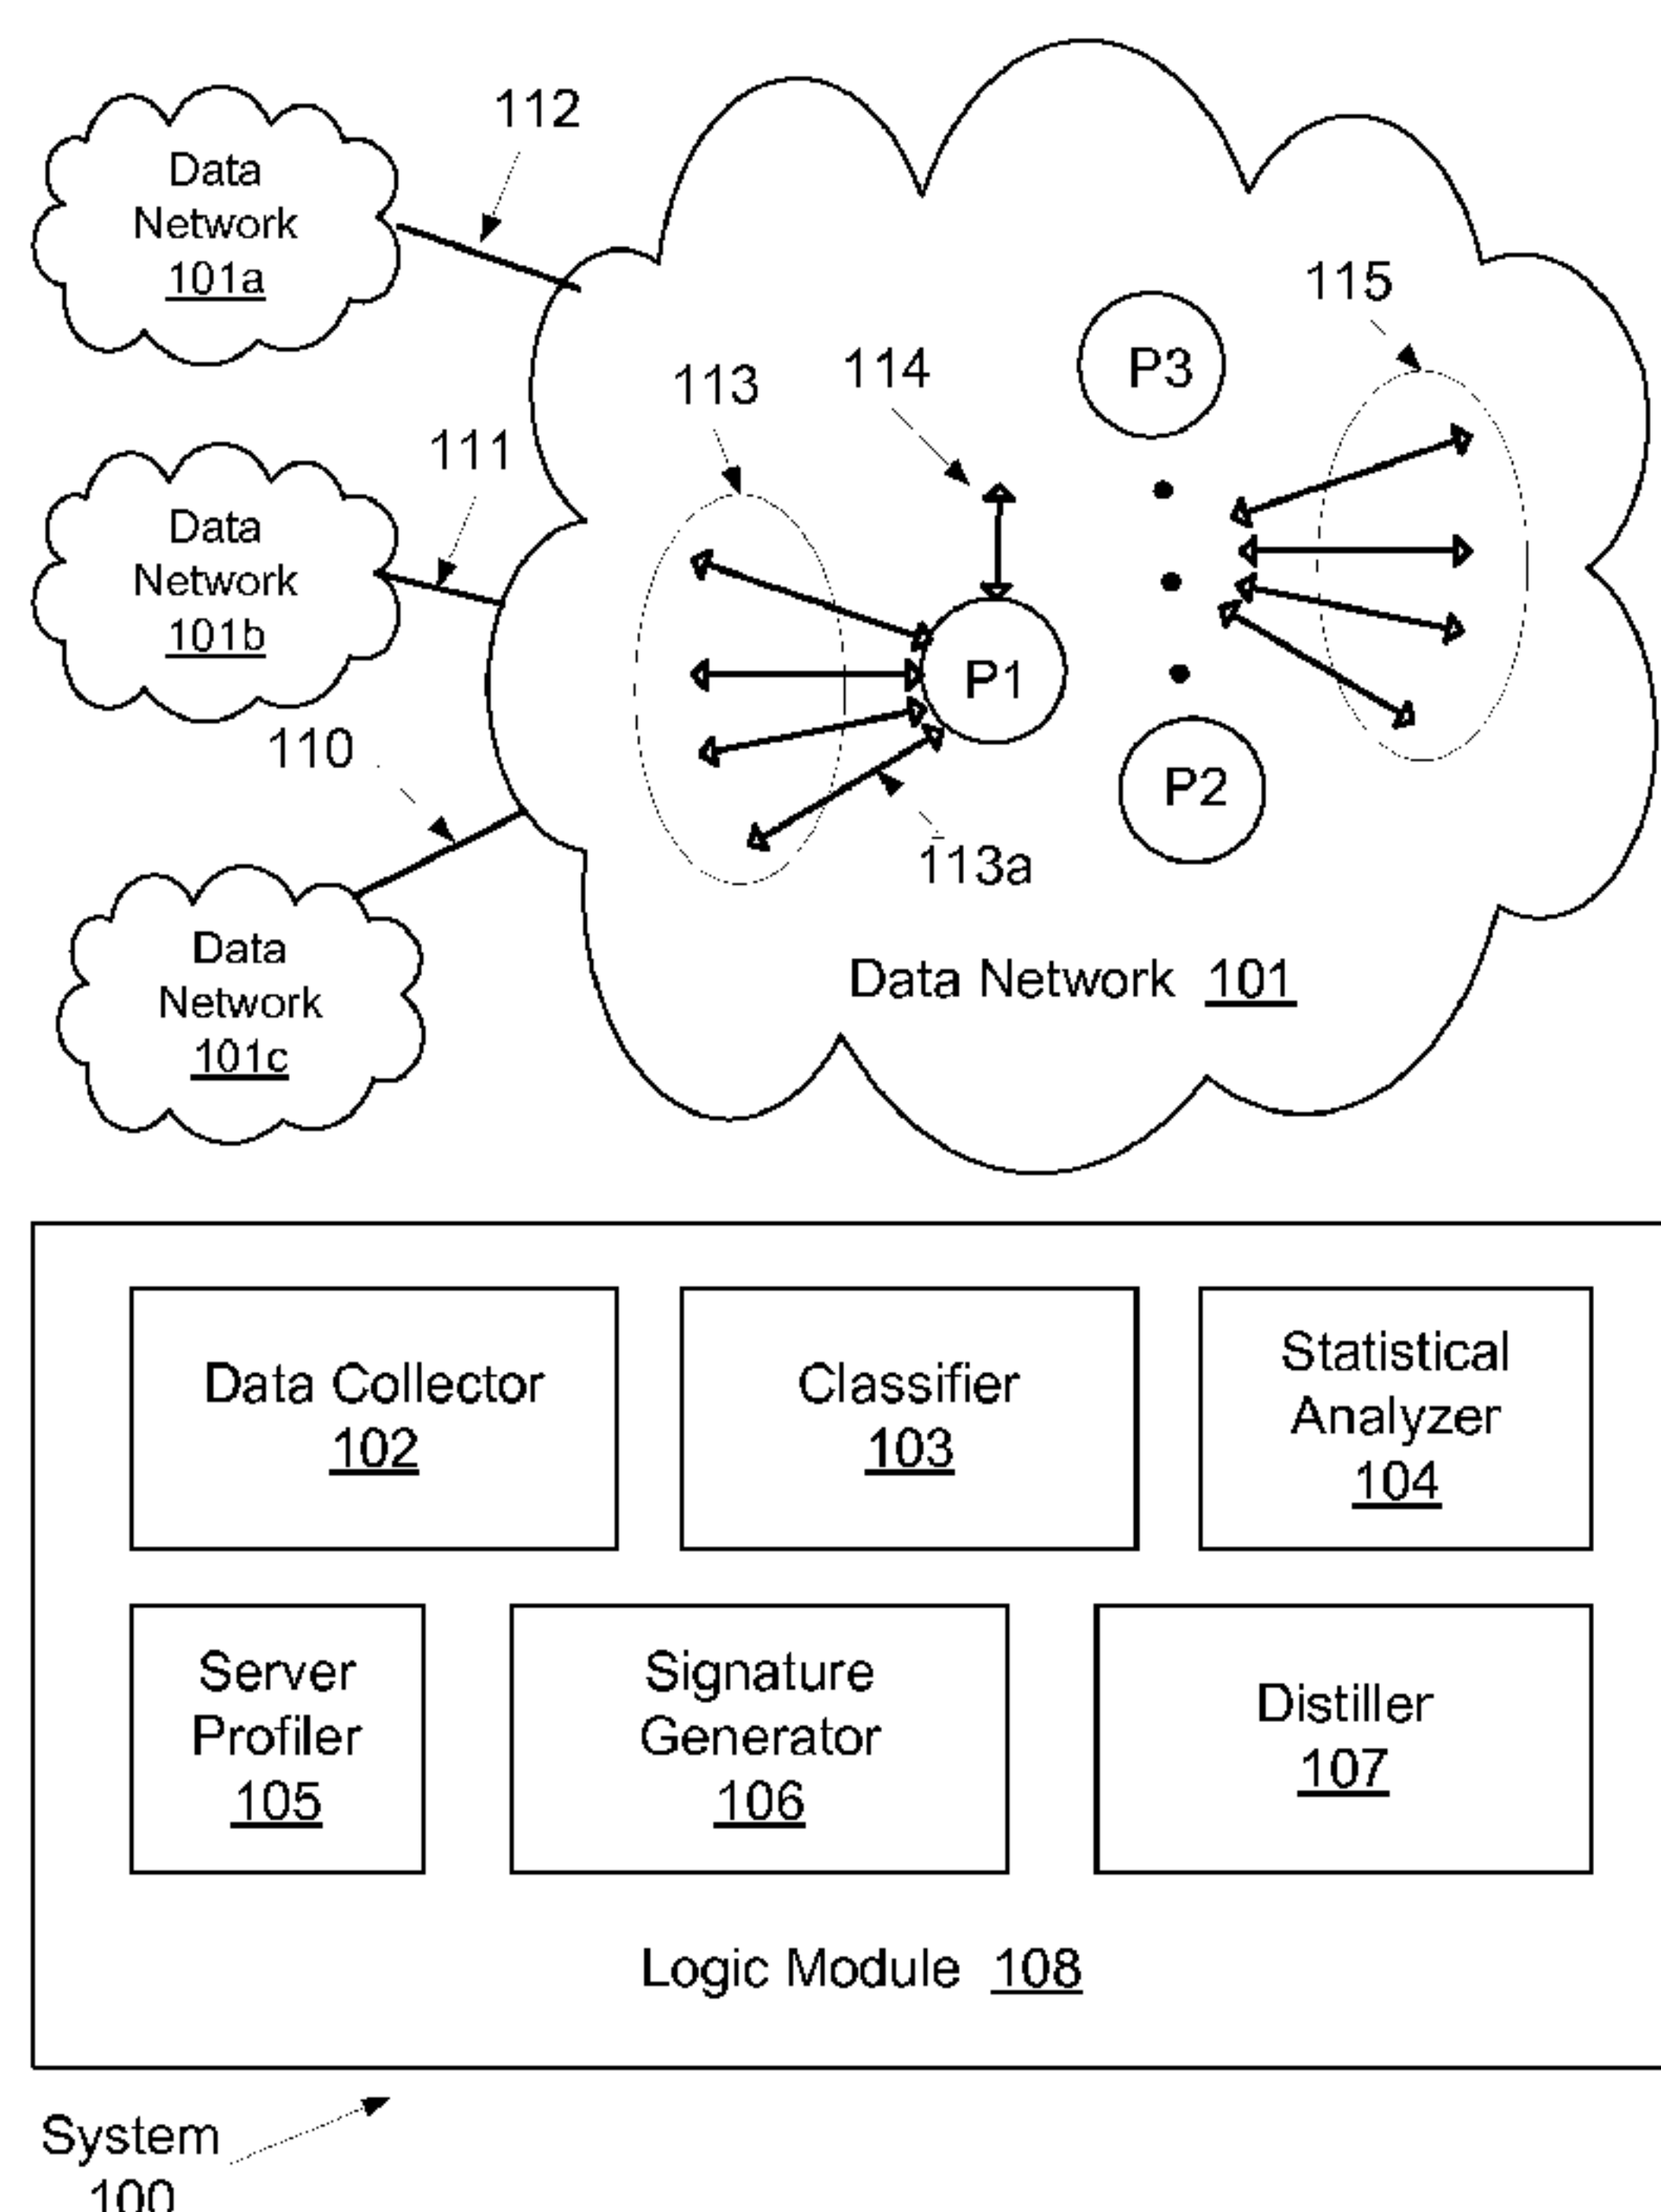 112
Data
Network
101a
115
P3
114
113
111
Data
Network
101b
P1
110
P2
113a
Data
Network
101c
Data Network 101
Data Collector
102
Classifier
103
Statistical
Analyzer
104
Server
Profiler
105
Signature
Generator
106
Distiller
107
Logic Module 108
System
100